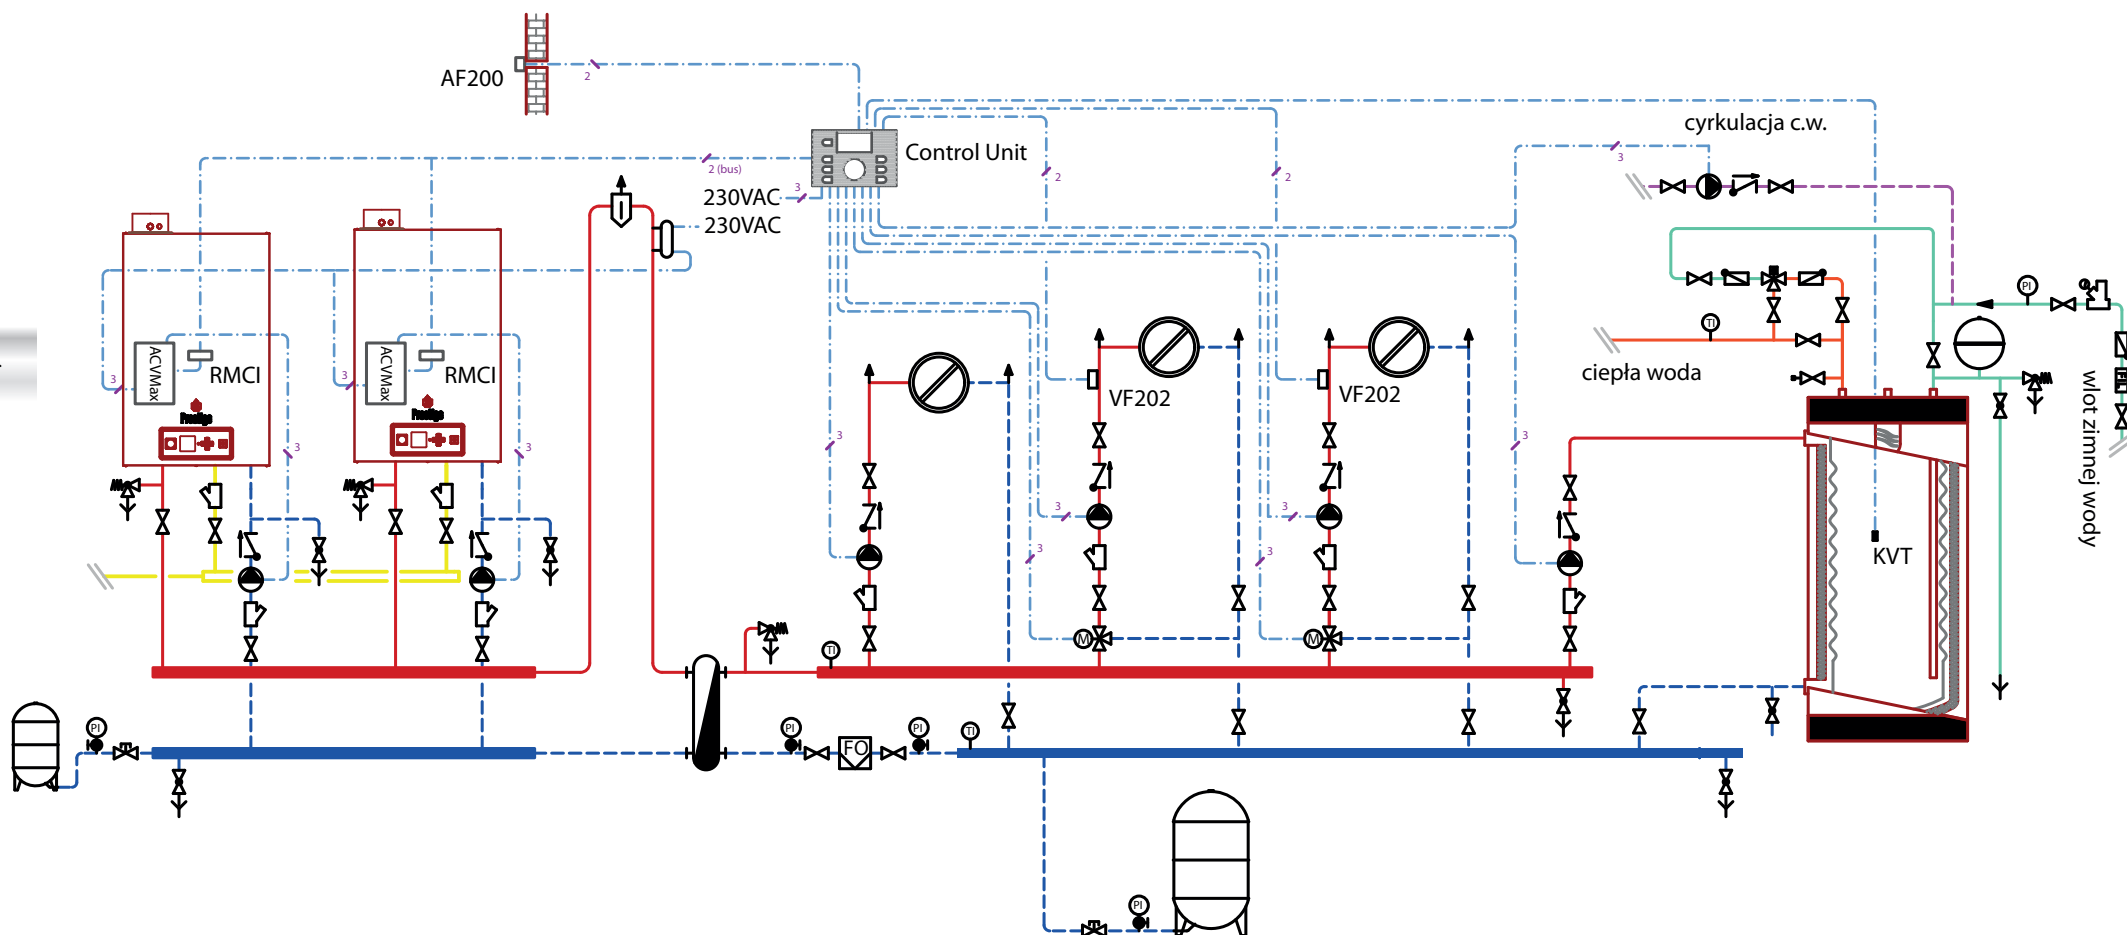 AF200
2
cyrkulacja c.w.
Control Unit
2 (bus)
3
230VAC
230VAC
2
2
3
PI
TI
ciepła woda
wlot zimnej wody
ACVMax
RMCI
3
Prestige
3
ACVMax
RMCI
3
Prestige
3
VF202
VF202
3
3
3
3
3
3
M
M
KVT
TI
PI
PI
FO
PI
TI
PI